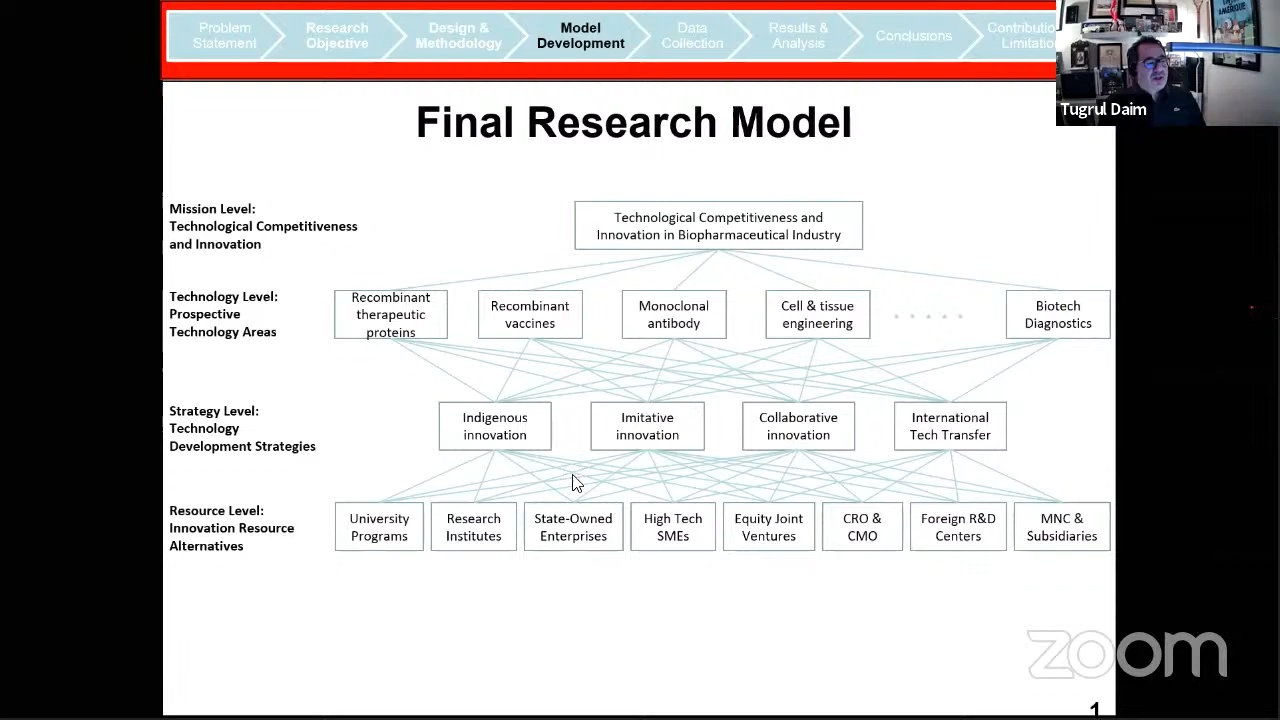 Problem
Statement
Research
Objective
Design &
Methodology
Model
Development
Data
Collection
Results &
Analysis
Conclusions
Tugrul Daim
Final Research Model
Mission Level:
Technological Competitiveness
and Innovation
Technological Competitiveness and
Innovation in Biopharmaceutical Industry
Technology Level:
Prospective
Technology Areas
Recombinant
therapeutic
proteins
Recombinant
vaccines
Monoclonal
antibody
Cell & tissue
engineering
. . . . .
Biotech
Diagnostics
Strategy Level:
Technology
Development Strategies
Indigenous
innovation
Imitative
innovation
Collaborative
innovation
International
Tech Transfer
Resource Level:
Innovation Resource
Alternatives
University
Programs
Research
Institutes
State-Owned
Enterprises
High Tech
SMEs
Equity Joint
Ventures
CRO &
CMO
Foreign R&D
Centers
MNC &
Subsidiaries
zoom
1